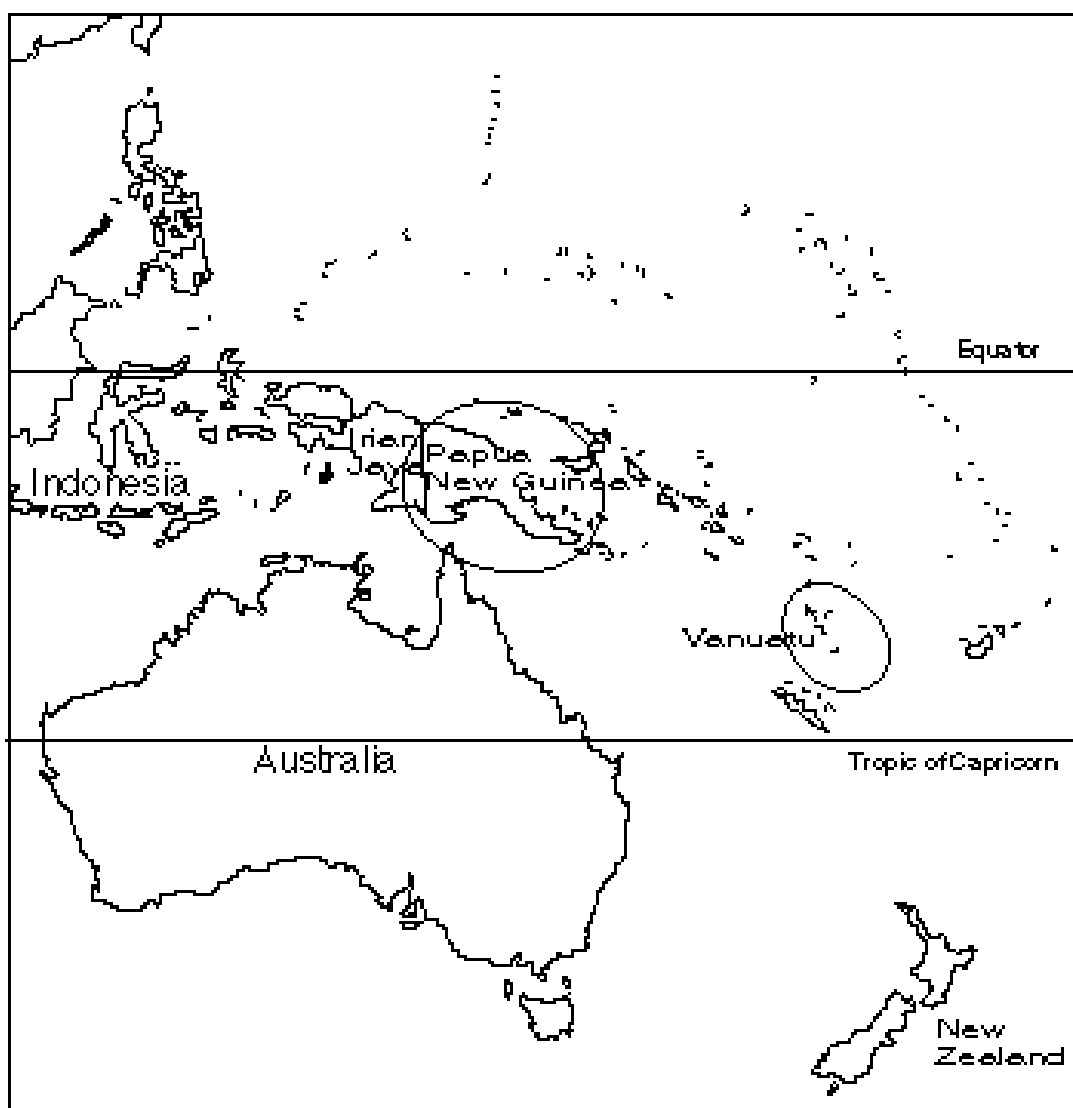 Equator
Irian
Jaya
Papua
New Guinea
Indonesia
Vanuatu
Australia
Tropic of Capricorn
New
Zealand